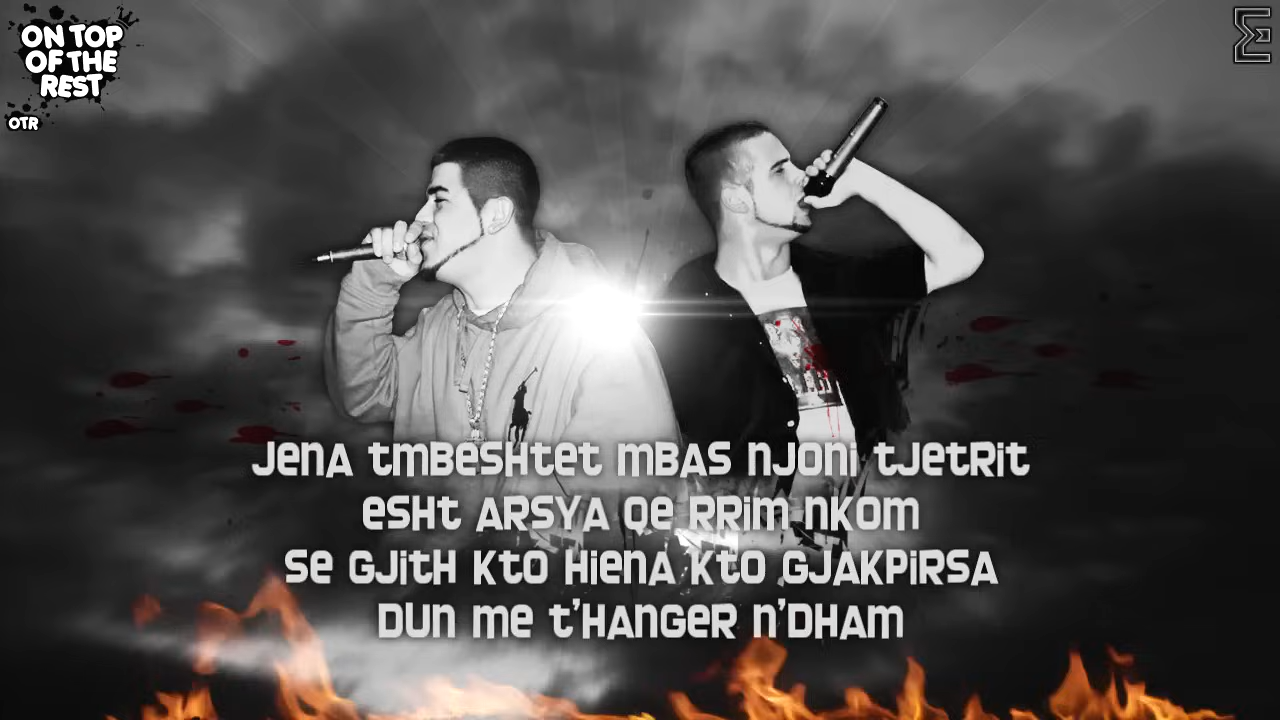 ON TOP
OF THE
REST
OTR
Σ
Jena tmbeshtet mbas njoni tjetrit
esht arsya qe rrim nkom
se gjith kto hiena kto gjakpirsa
dun me t'hanger n'dham